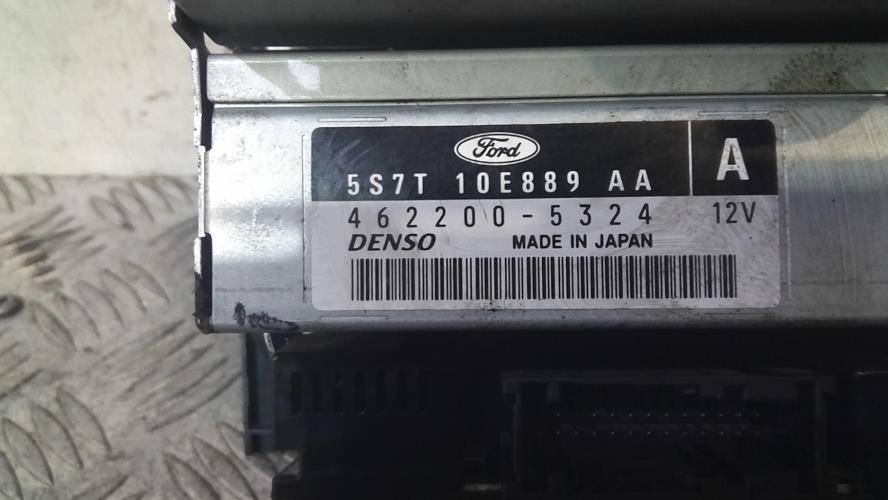 Ford
5S7T 10E889 AA
A
462200-5324 12V
DENSO MADE IN JAPAN